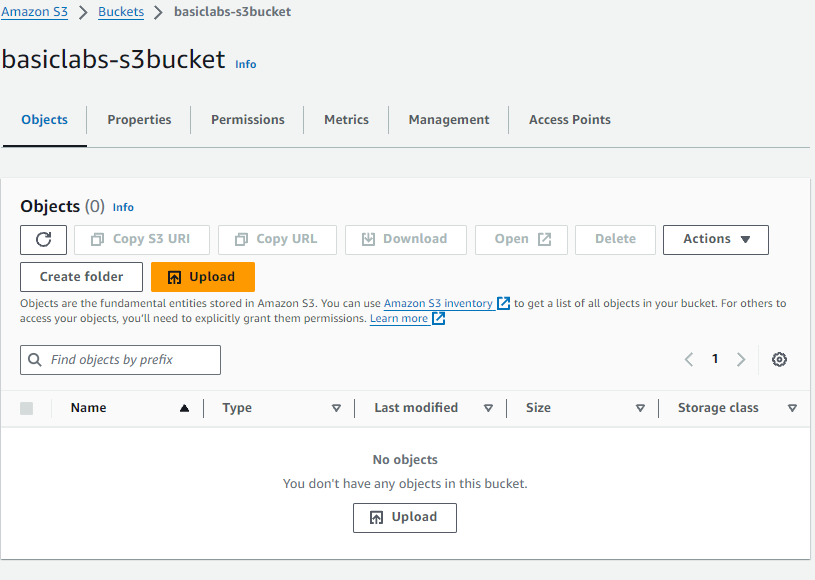 Amazon S3 > Buckets > basiclabs-s3bucket
basiclabs-s3bucket Info
Objects Properties Permissions Metrics Management Access Points
Objects (0) Info
Copy S3 URI Copy URL Download Open Delete Actions
Create folder Upload
Objects are the fundamental entities stored in Amazon S3. You can use Amazon S3 inventory to get a list of all objects in your bucket. For others to
access your objects, you'll need to explicitly grant them permissions. Learn more
Find objects by prefix 1
Name Type Last modified Size Storage class
No objects
You don't have any objects in this bucket.
Upload